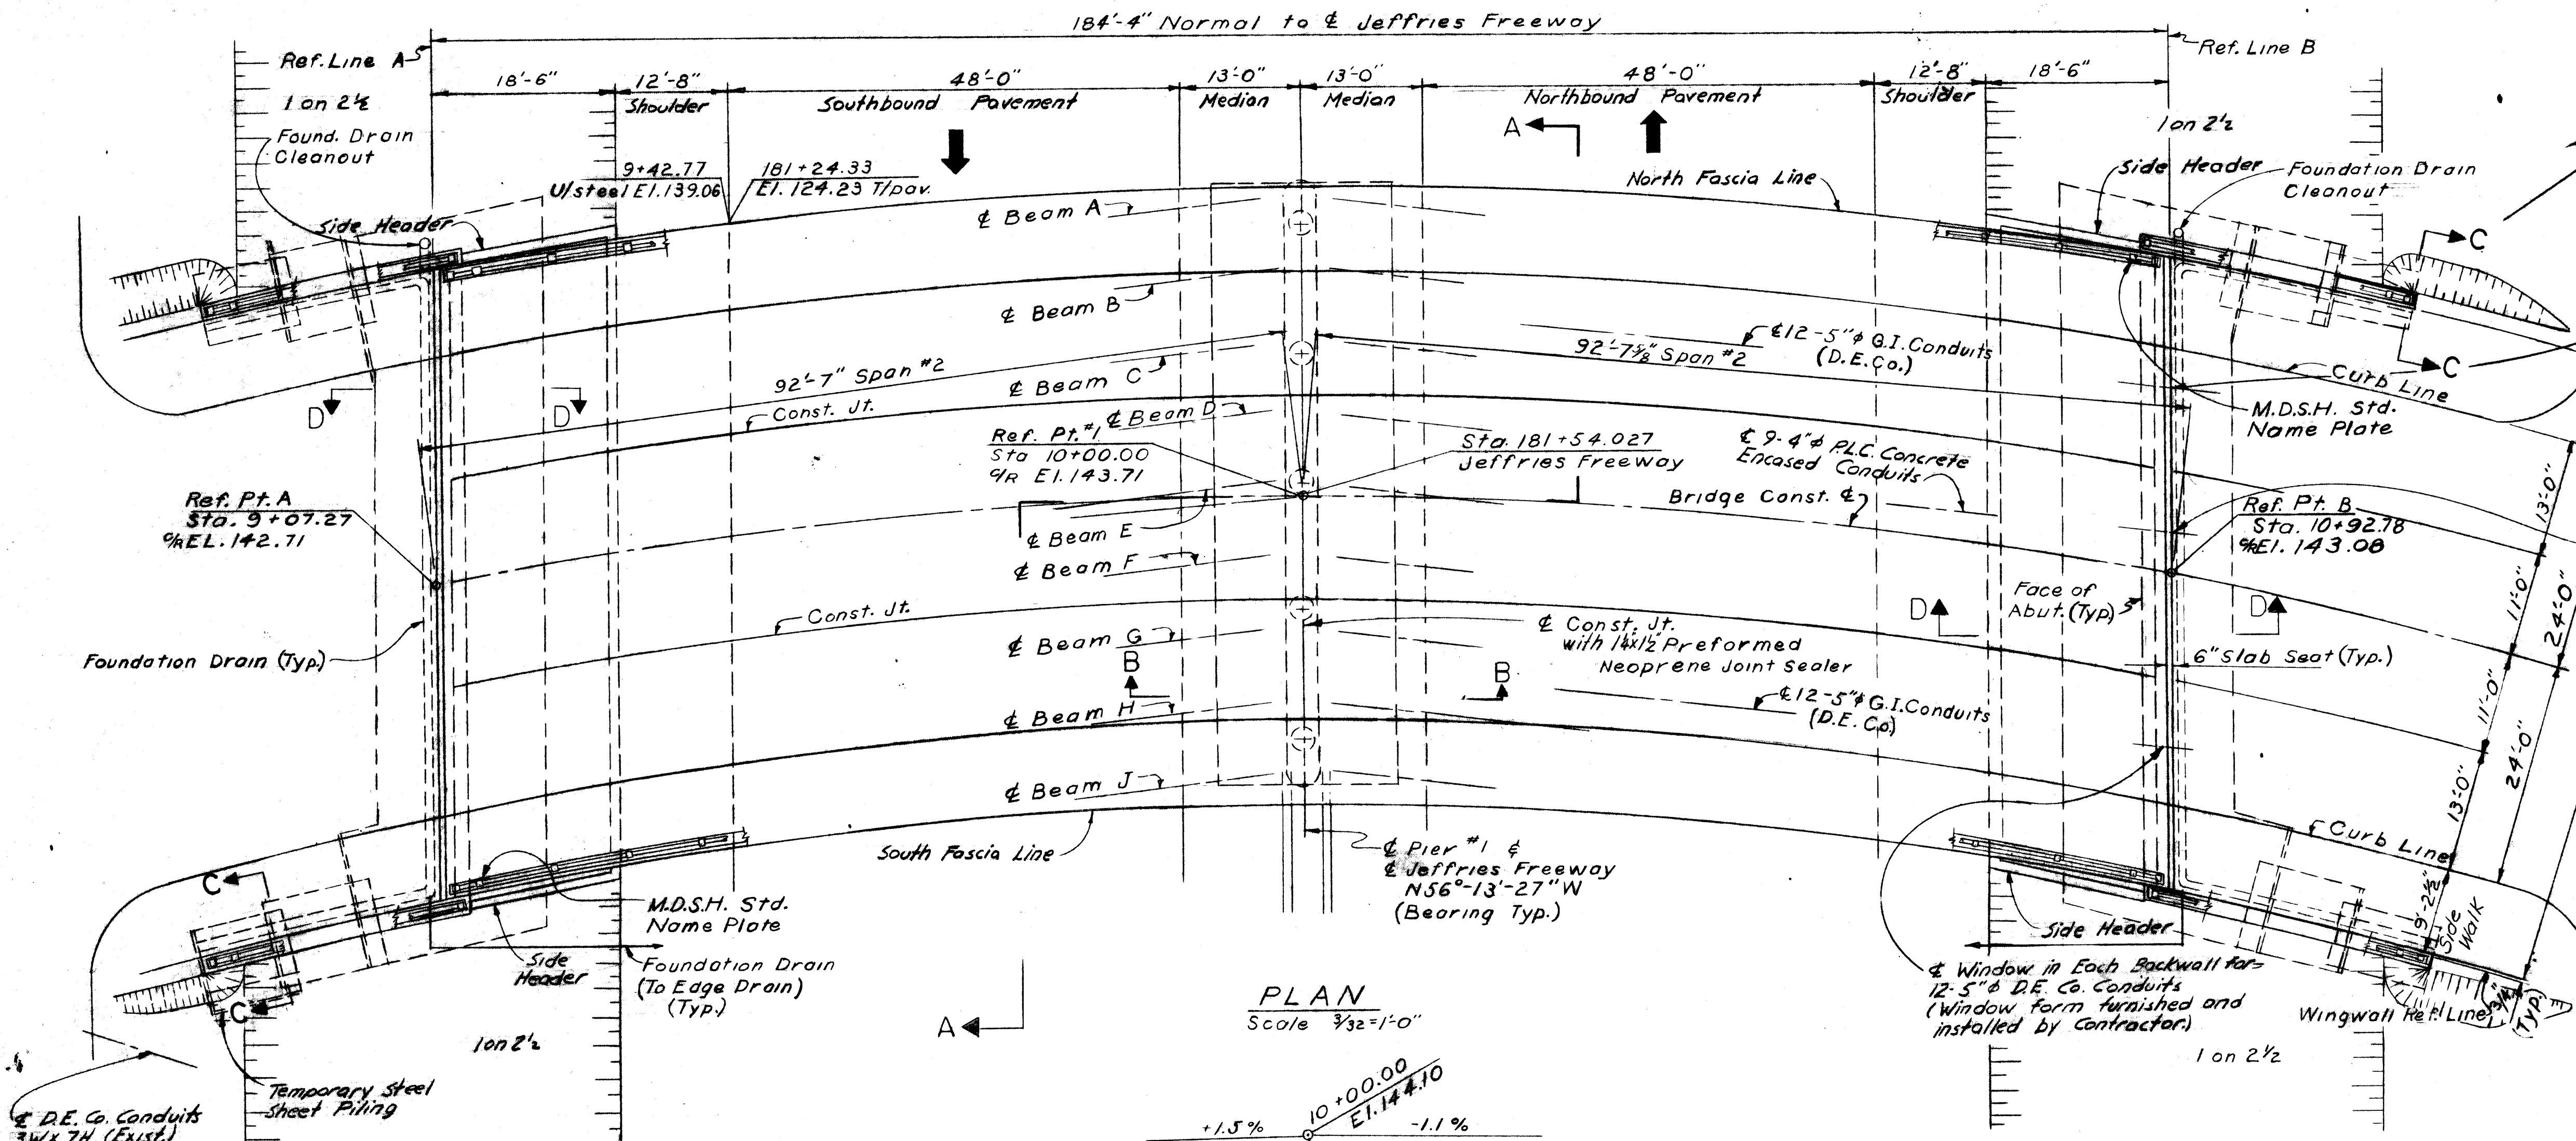 184'-4" Normal to ℄ Jeffries Freeway
Ref. Line A
Ref. Line B
18'-6"
12'-8"
48'-0"
13'-0"
13'-0"
48'-0"
12'-8"
18'-6"
Shoulder
Southbound Pavement
Median
Median
Northbound Pavement
Shoulder
1 on 2½
1 on 2½
Found. Drain
Cleanout
A
9+42.77
U/steel El. 139.06
181+24.33
El. 124.23 T/pav.
North Fascia Line
Side Header
Foundation Drain
Cleanout
Side Header
℄ Beam A
C
℄ Beam B
℄ 12-5"φ G.I. Conduits
(D.E.Co.)
92'-7" Span #2
92'-7⅝" Span #2
℄ Beam C
C
Curb Line
D
D
Const. Jt.
℄ Beam D
M.D.S.H. Std.
Name Plate
Ref. Pt. #1
Sta 10+00.00
C/R El. 143.71
Sta. 181+54.027
Jeffries Freeway
℄ 9-4"φ P.L.C. Concrete
Encased Conduits
Bridge Const. ℄
Ref. Pt. A
Sta. 9+07.27
C/R EL. 142.71
Ref. Pt. B
Sta. 10+92.78
C/R El. 143.08
13'-0"
℄ Beam E
℄ Beam F
Face of
Abut. (Typ)
11'-0"
24'-0"
Const. Jt.
D
D
℄ Const. Jt.
with 1¼x1½" Preformed
Neoprene Joint Sealer
℄ Beam G
Foundation Drain (Typ.)
6" Slab Seat (Typ.)
B
B
℄ Beam H
℄ 12-5"φ G.I. Conduits
(D.E. Co.)
11'-0"
24'-0"
13'-0"
℄ Beam J
South Fascia Line
℄ Pier #1 &
℄ Jeffries Freeway
N56°-13'-27" W
(Bearing Typ.)
Curb Line
C
M.D.S.H. Std.
Name Plate
9'-2½"
Side
Walk
Side Header
Side
Header
Foundation Drain
(To Edge Drain)
(Typ.)
℄ Window in Each Backwall for
12-5"φ D.E. Co. Conduits
(Window form furnished and
installed by Contractor.)
Wingwall Ref. Line
(Typ.)
C
PLAN
Scale 3/32=1'-0"
A
1 on 2½
1 on 2½
Temporary Steel
Sheet Piling
℄ D.E. Co. Conduits
3W x 7H (Exist.)
10+00.00
El. 144.10
+1.5%
-1.1%